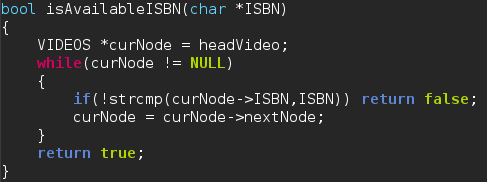 bool isAvailableISBN(char *ISBN)
{
    VIDEOS *curNode = headVideo;
    while(curNode != NULL)
    {
        if(!strcmp(curNode->ISBN,ISBN)) return false;
        curNode = curNode->nextNode;
    }
    return true;
}